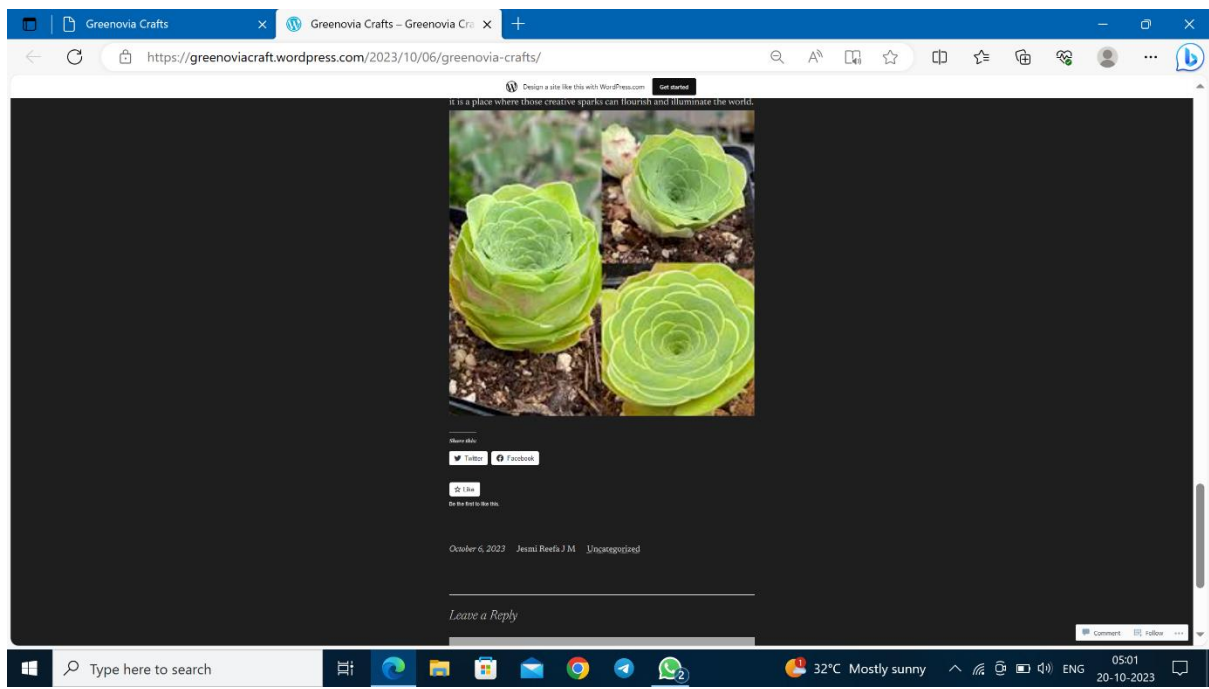 Greenovia Crafts
Greenovia Crafts – Greenovia Cra
https://greenoviacraft.wordpress.com/2023/10/06/greenovia-crafts/
Design a site like this with WordPress.com Get started
it is a place where those creative sparks can flourish and illuminate the world.
Share this:
Twitter Facebook
Like
Be the first to like this.
October 6, 2023 Jesmi Reefa J M Uncategorized
Leave a Reply
Comment Follow
Type here to search
2
1
32°C Mostly sunny
ENG
05:01
20-10-2023